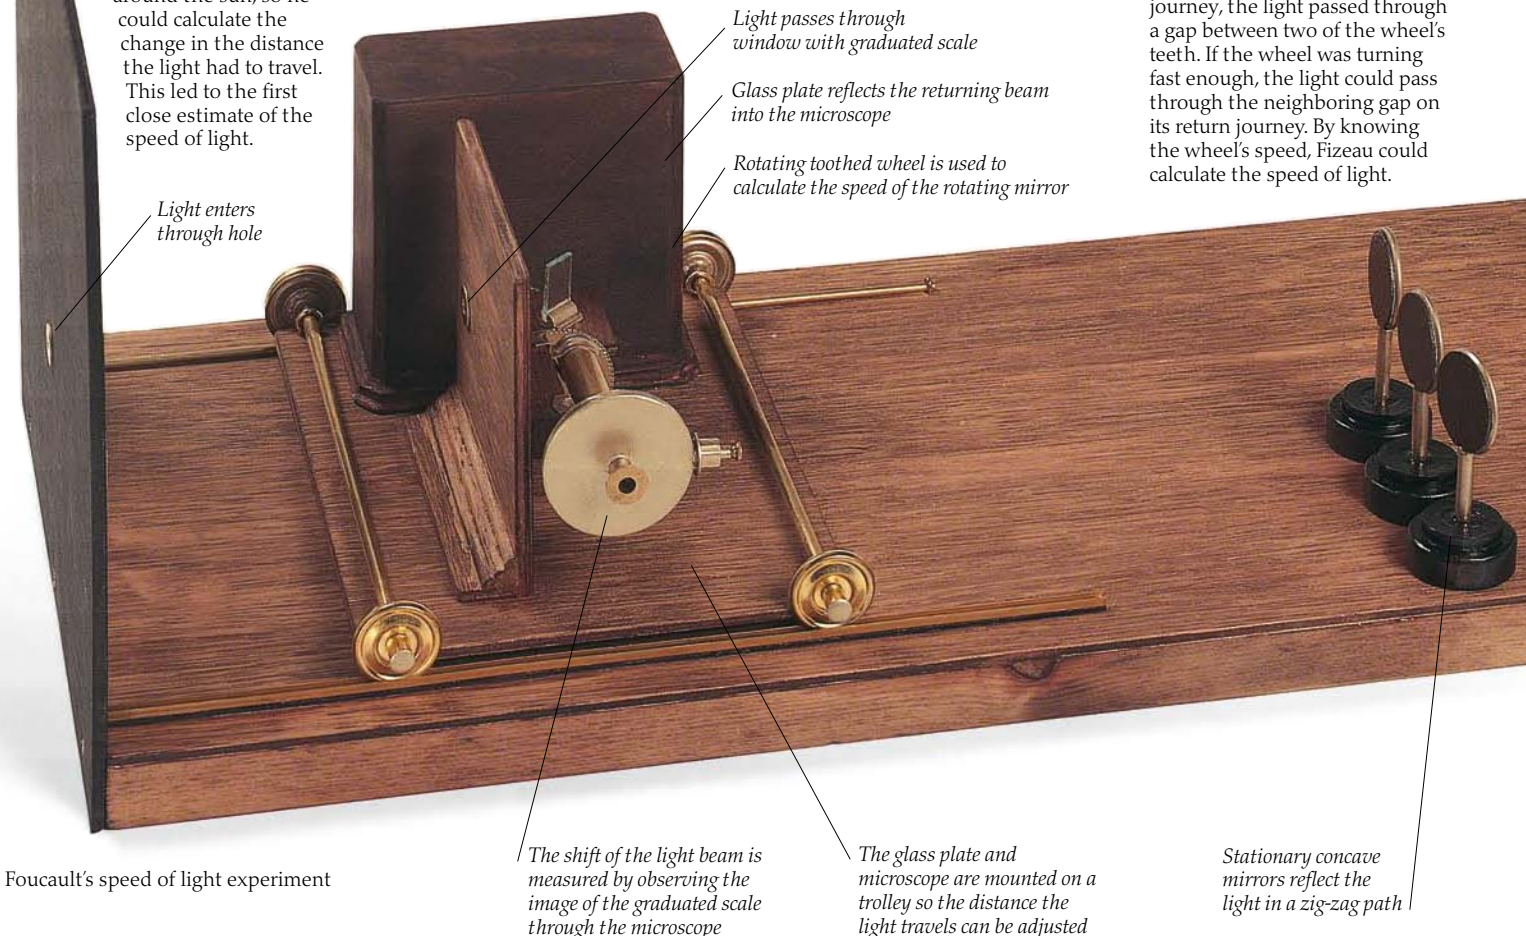 around the sun, so he
could calculate the
change in the distance
the light had to travel.
This led to the first
close estimate of the
speed of light.
Light enters
through hole
Light passes through
window with graduated scale
Glass plate reflects the returning beam
into the microscope
Rotating toothed wheel is used to
calculate the speed of the rotating mirror
journey, the light passed through
a gap between two of the wheel's
teeth. If the wheel was turning
fast enough, the light could pass
through the neighboring gap on
its return journey. By knowing
the wheel's speed, Fizeau could
calculate the speed of light.
Foucault's speed of light experiment
The shift of the light beam is
measured by observing the
image of the graduated scale
through the microscope
The glass plate and
microscope are mounted on a
trolley so the distance the
light travels can be adjusted
Stationary concave
mirrors reflect the
light in a zig-zag path